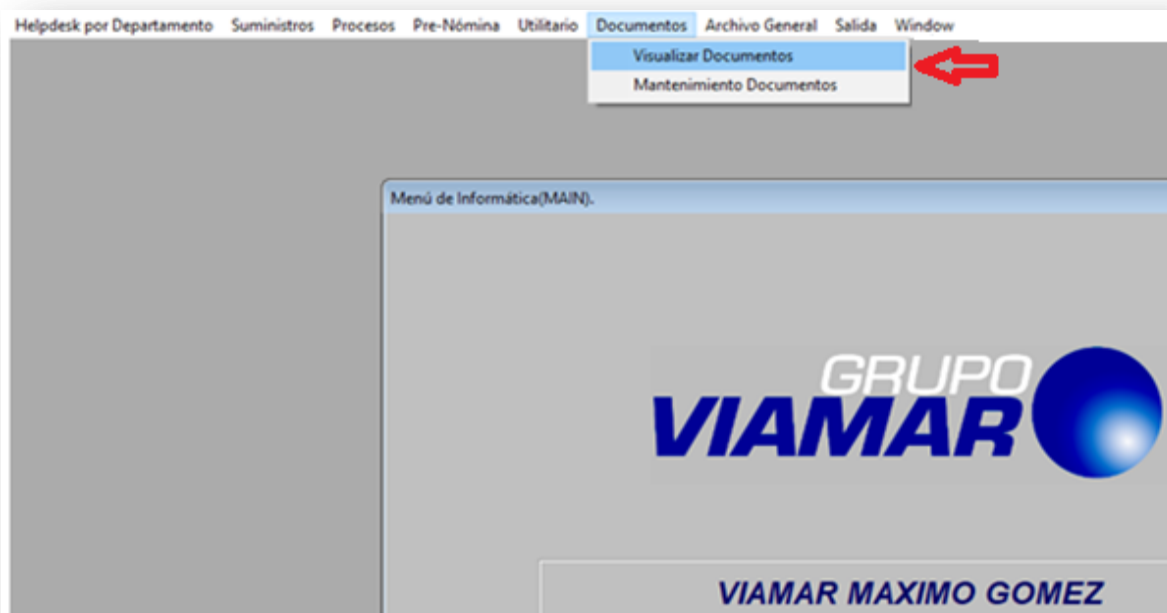 Helpdesk por Departamento Suministros Procesos Pre-Nómina Utilitario Documentos Archivo General Salida Window
Visualizar Documentos
Mantenimiento Documentos
Menú de Informática(MAIN).
GRUPO
VIAMAR
VIAMAR MAXIMO GOMEZ